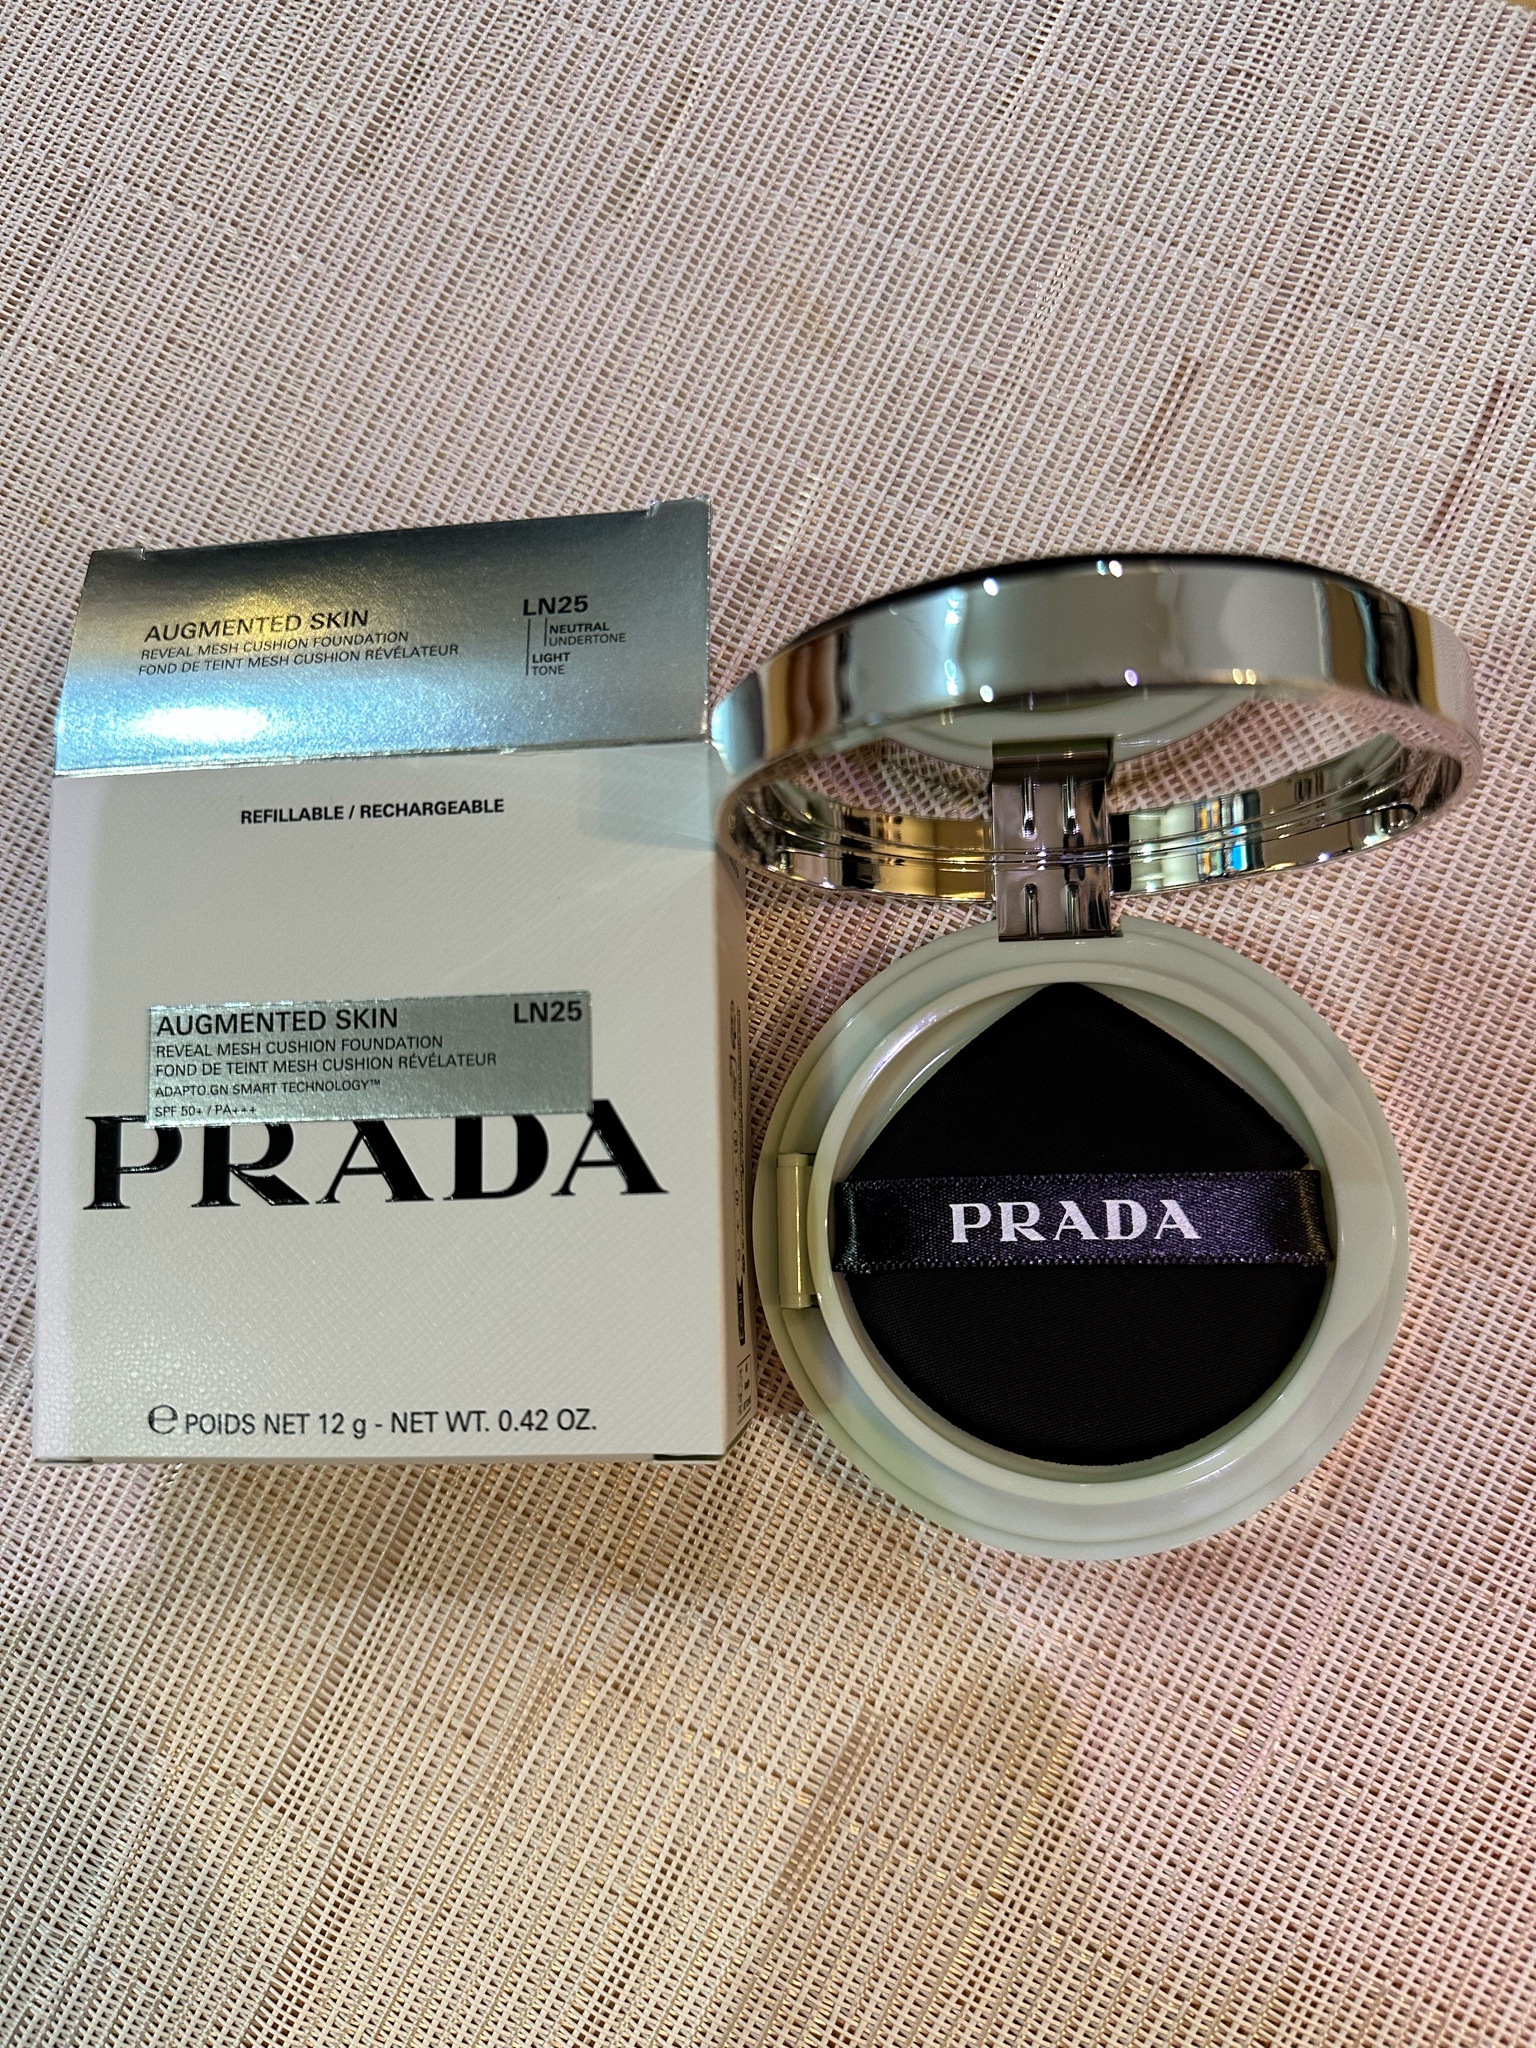 AUGMENTED SKIN
REVEAL MESH CUSHION FOUNDATION
FOND DE TEINT MESH CUSHION RÉVÉLATEUR
LN25
NEUTRAL
UNDERTONE
LIGHT
TONE
REFILLABLE / RECHARGEABLE
AUGMENTED SKIN LN25
REVEAL MESH CUSHION FOUNDATION
FOND DE TEINT MESH CUSHION RÉVÉLATEUR
ADAPTO.GN SMART TECHNOLOGY™
SPF 50+ / PA+++
PRADA
℮ POIDS NET 12 g - NET WT. 0.42 OZ.
PRADA